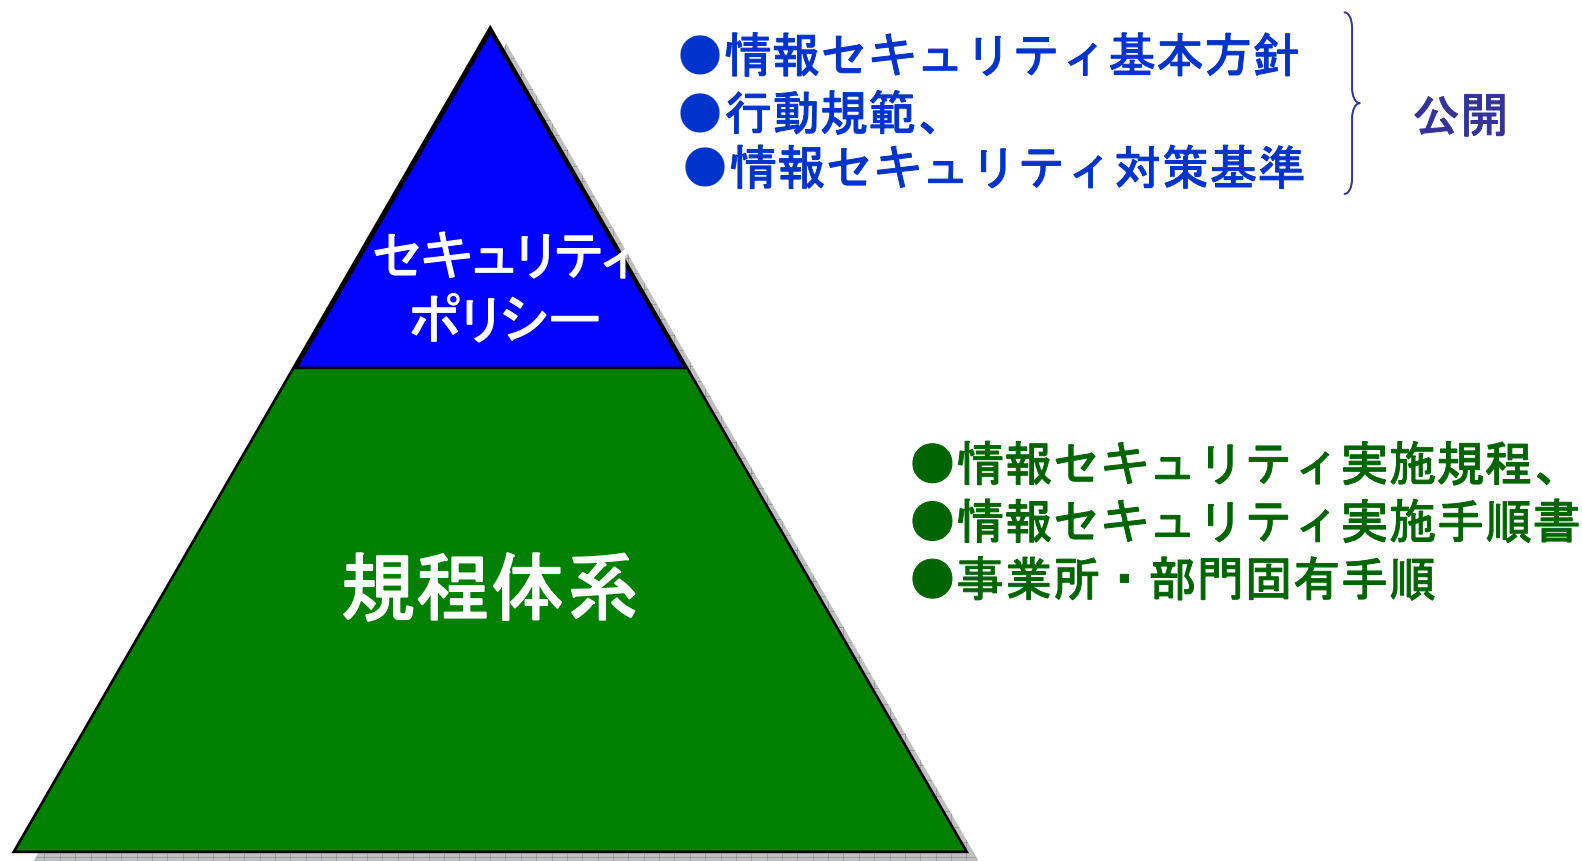 ●情報セキュリティ基本方針
●行動規範、
●情報セキュリティ対策基準
公開
セキュリティ
ポリシー
●情報セキュリティ実施規程、
●情報セキュリティ実施手順書
●事業所・部門固有手順
規程体系